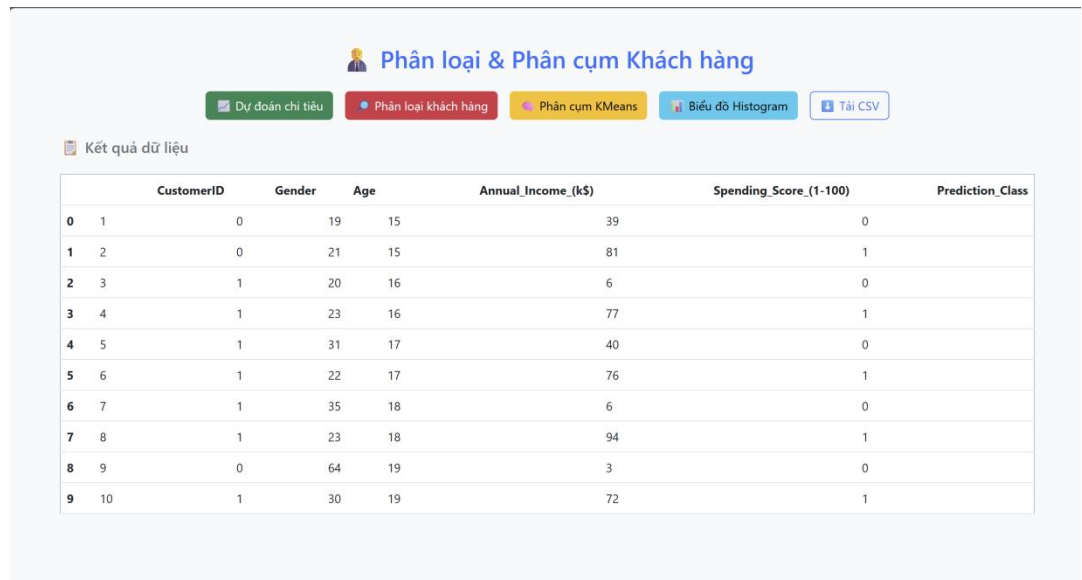 Phân loại & Phân cụm Khách hàng
Dự đoán chi tiêu Phân loại khách hàng Phân cụm KMeans Biểu đồ Histogram Tải CSV
Kết quả dữ liệu
CustomerID Gender Age Annual_Income_(k$) Spending_Score_(1-100) Prediction_Class
0 1 0 19 15 39 0
1 2 0 21 15 81 1
2 3 1 20 16 6 0
3 4 1 23 16 77 1
4 5 1 31 17 40 0
5 6 1 22 17 76 1
6 7 1 35 18 6 0
7 8 1 23 18 94 1
8 9 0 64 19 3 0
9 10 1 30 19 72 1